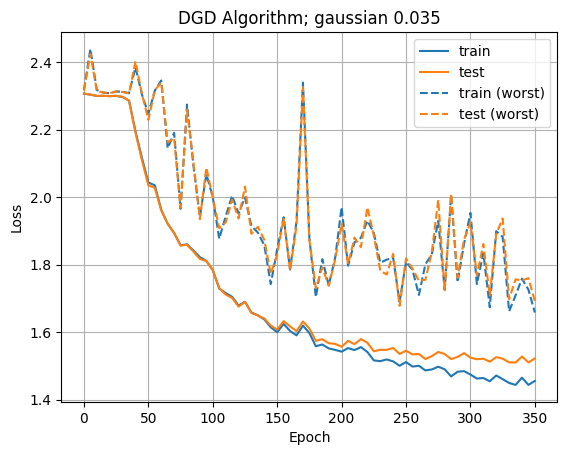 DGD Algorithm; gaussian 0.035
train
test
train (worst)
test (worst)
Loss
2.4
2.2
2.0
1.8
1.6
1.4
0 50 100 150 200 250 300 350
Epoch